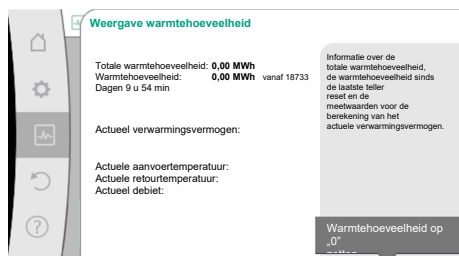 Weergave warmtehoeveelheid
Totale warmtehoeveelheid: 0,00 MWh
Warmtehoeveelheid: 0,00 MWh vanaf 18733
Dagen 9 u 54 min
Actueel verwarmingsvermogen:
Actuele aanvoertemperatuur:
Actuele retourtemperatuur:
Actueel debiet:
Informatie over de
totale warmtehoeveelheid,
de warmtehoeveelheid sinds
de laatste teller
reset en de
meetwaarden voor de
berekening van het
actuele verwarmingsvermogen.
Warmtehoeveelheid op
„0"